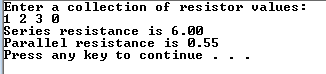 Enter a collection of resistor values:
1 2 3 0
Series resistance is 6.00
Parallel resistance is 0.55
Press any key to continue . . .